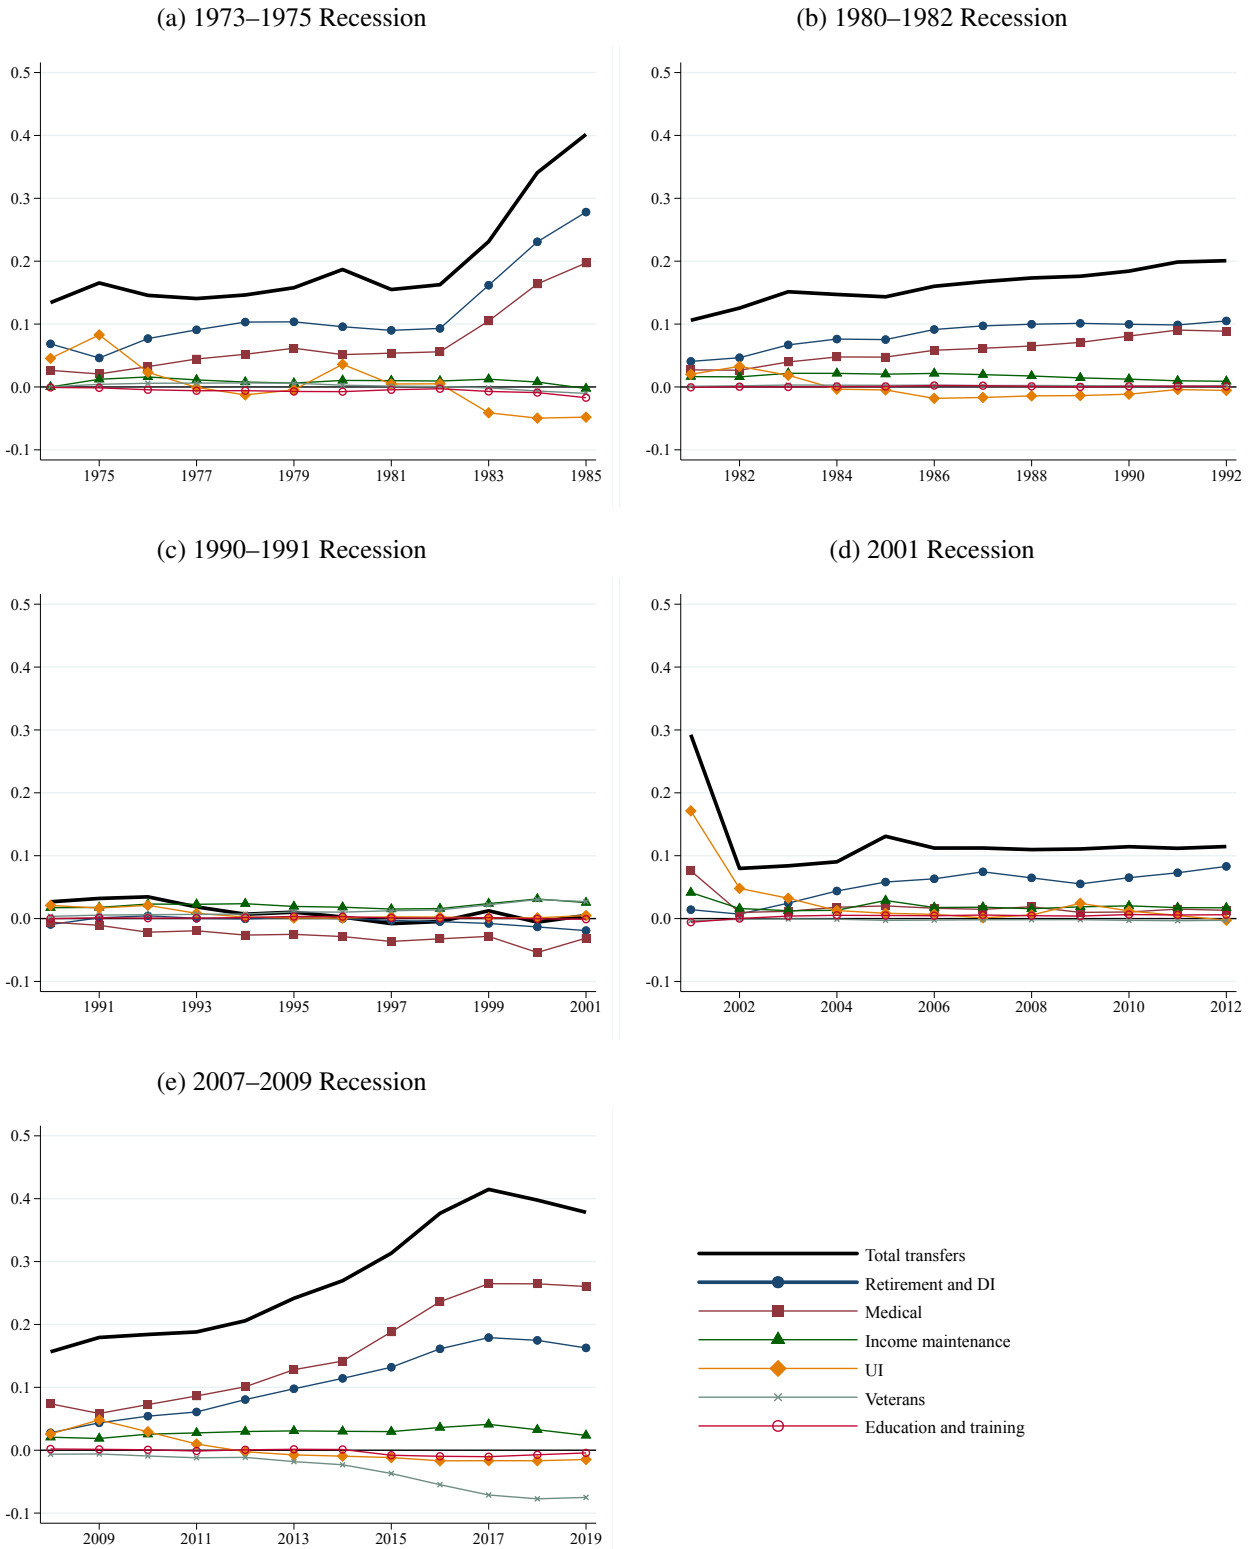 (a) 1973–1975 Recession
0.5
0.4
0.3
0.2
0.1
0.0
-0.1
1975 1977 1979 1981 1983 1985
(b) 1980–1982 Recession
0.5
0.4
0.3
0.2
0.1
0.0
-0.1
1982 1984 1986 1988 1990 1992
(c) 1990–1991 Recession
0.5
0.4
0.3
0.2
0.1
0.0
-0.1
1991 1993 1995 1997 1999 2001
(d) 2001 Recession
0.5
0.4
0.3
0.2
0.1
0.0
-0.1
2002 2004 2006 2008 2010 2012
(e) 2007–2009 Recession
0.5
0.4
0.3
0.2
0.1
0.0
-0.1
2009 2011 2013 2015 2017 2019
Total transfers
Retirement and DI
Medical
Income maintenance
UI
Veterans
Education and training